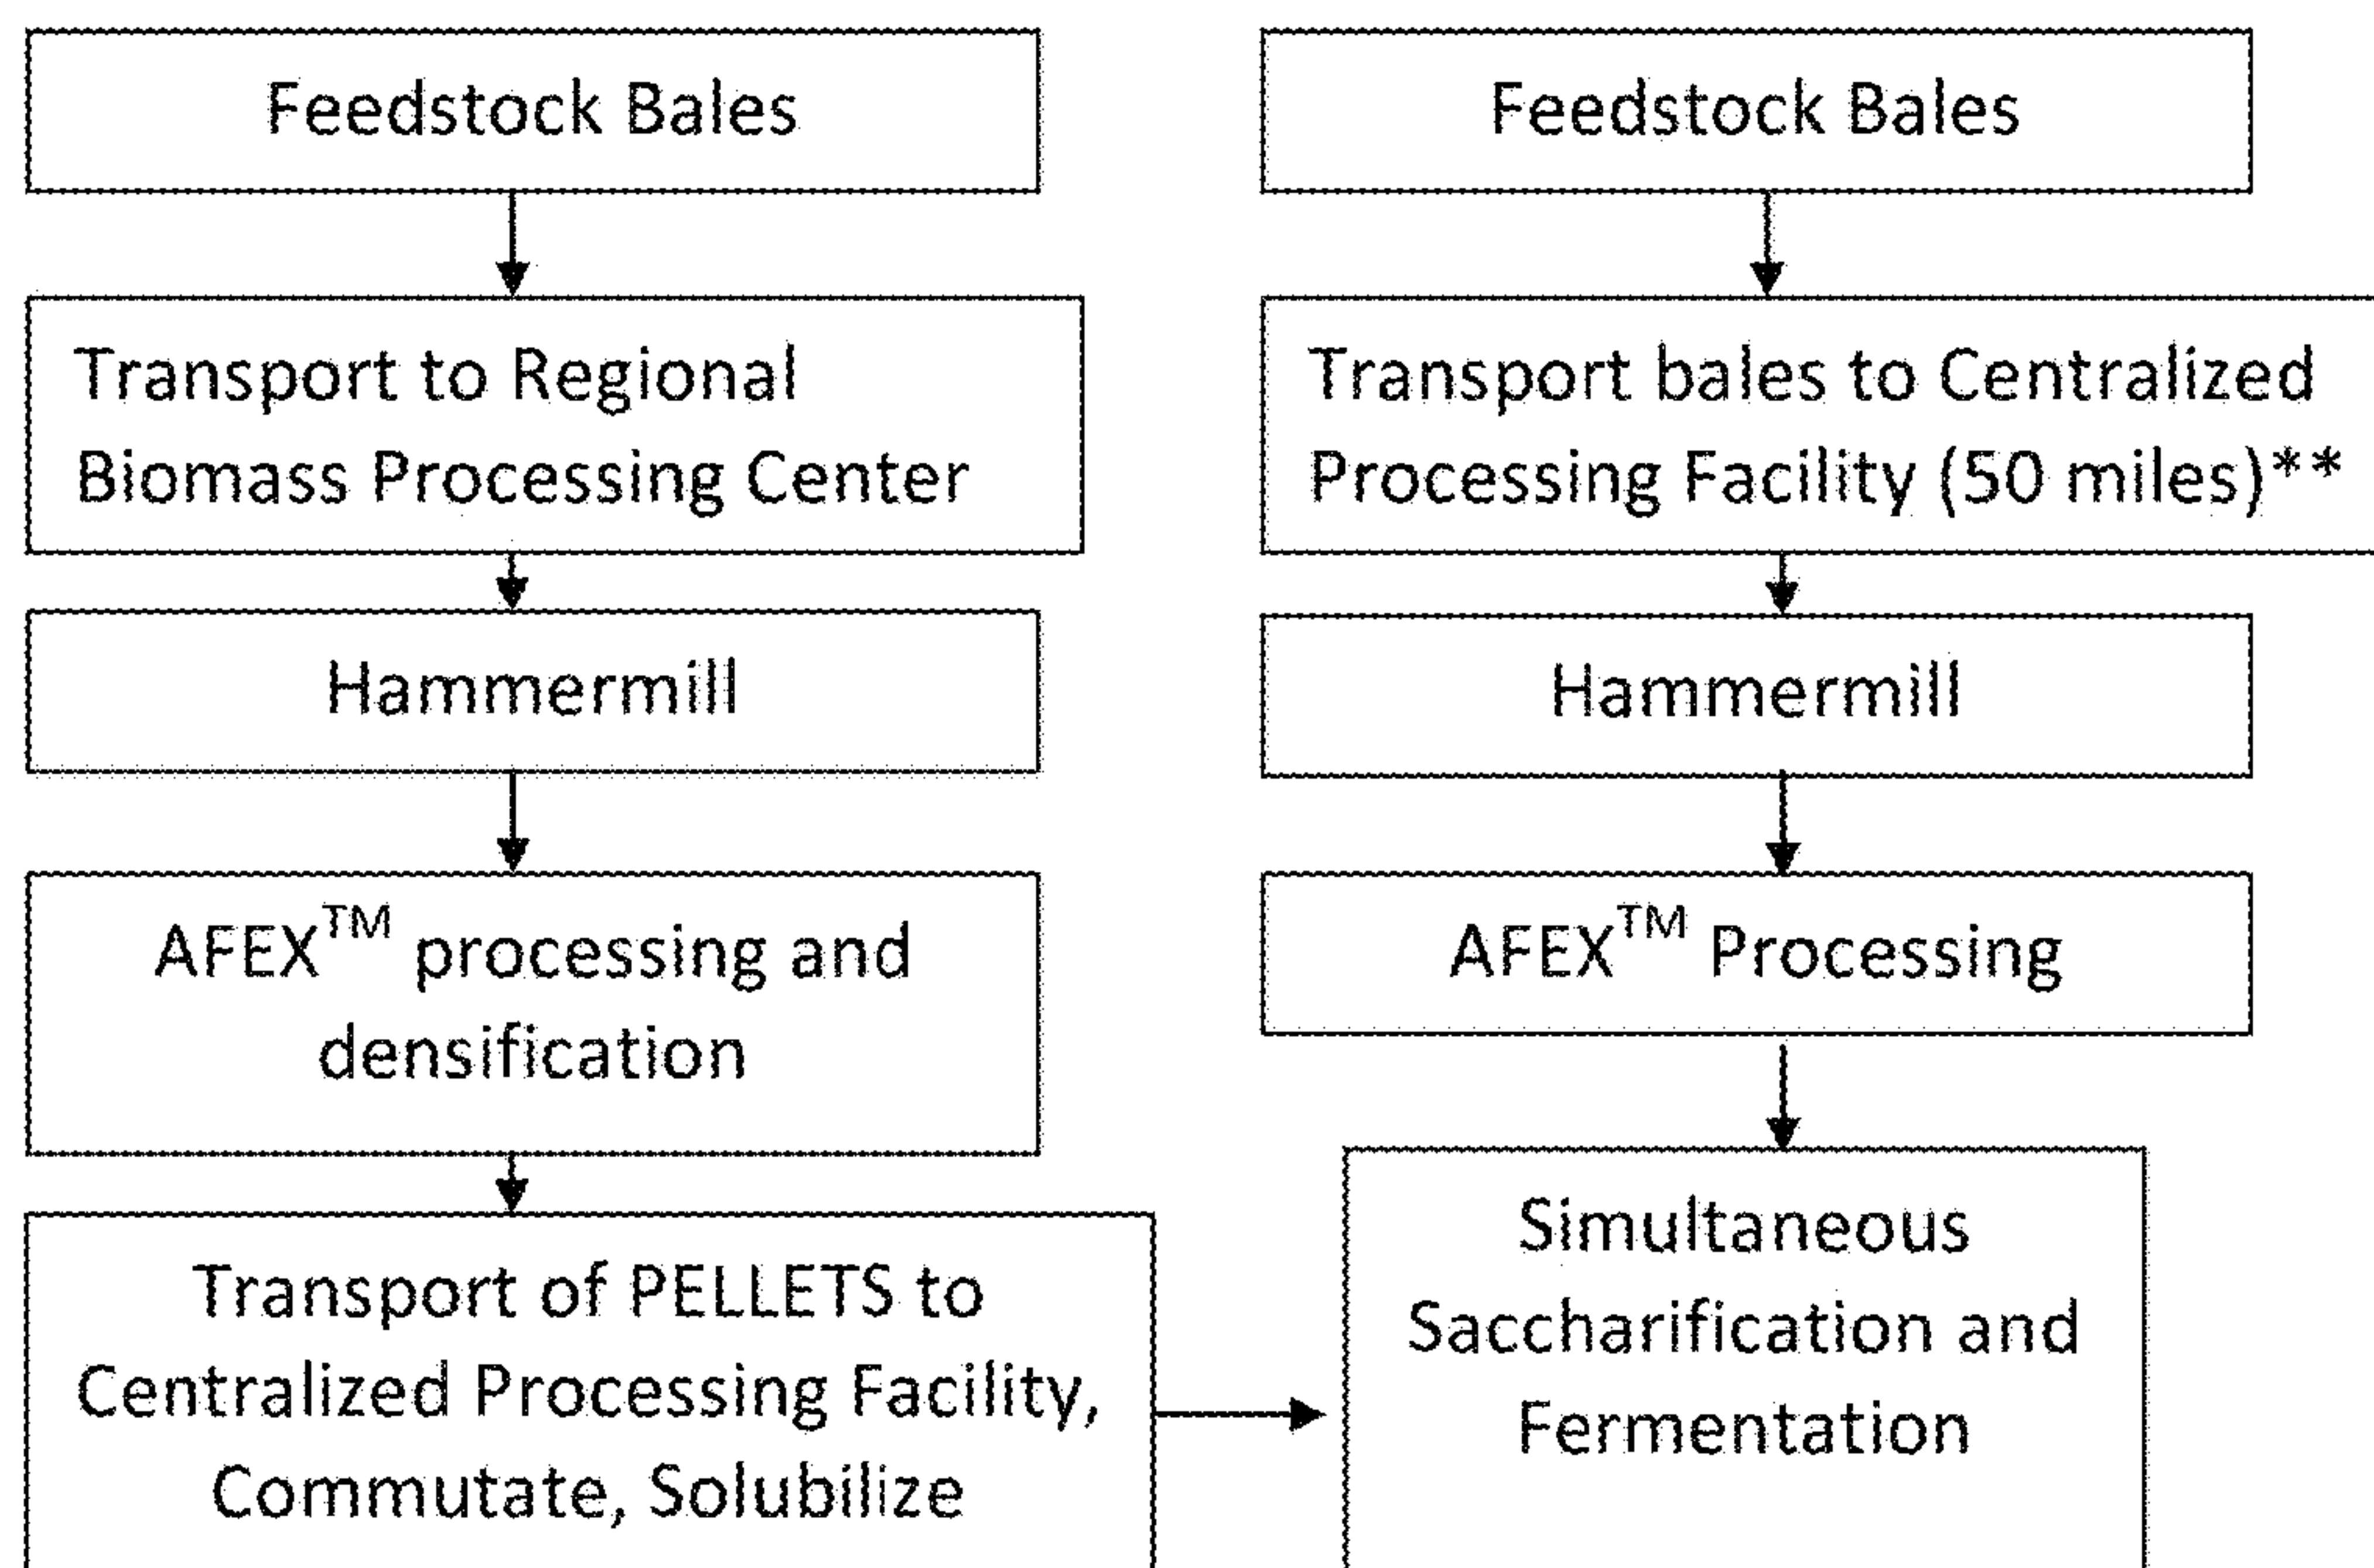 Feedstock Bales
Transport to Regional
Biomass Processing Center
Hammermill
AFEX™ processing and
densification
Transport of PELLETS to
Centralized Processing Facility,
Commutate, Solubilize
Feedstock Bales
Transport bales to Centralized
Processing Facility (50 miles)**
Hammermill
AFEX™ Processing
Simultaneous
Saccharification and
Fermentation